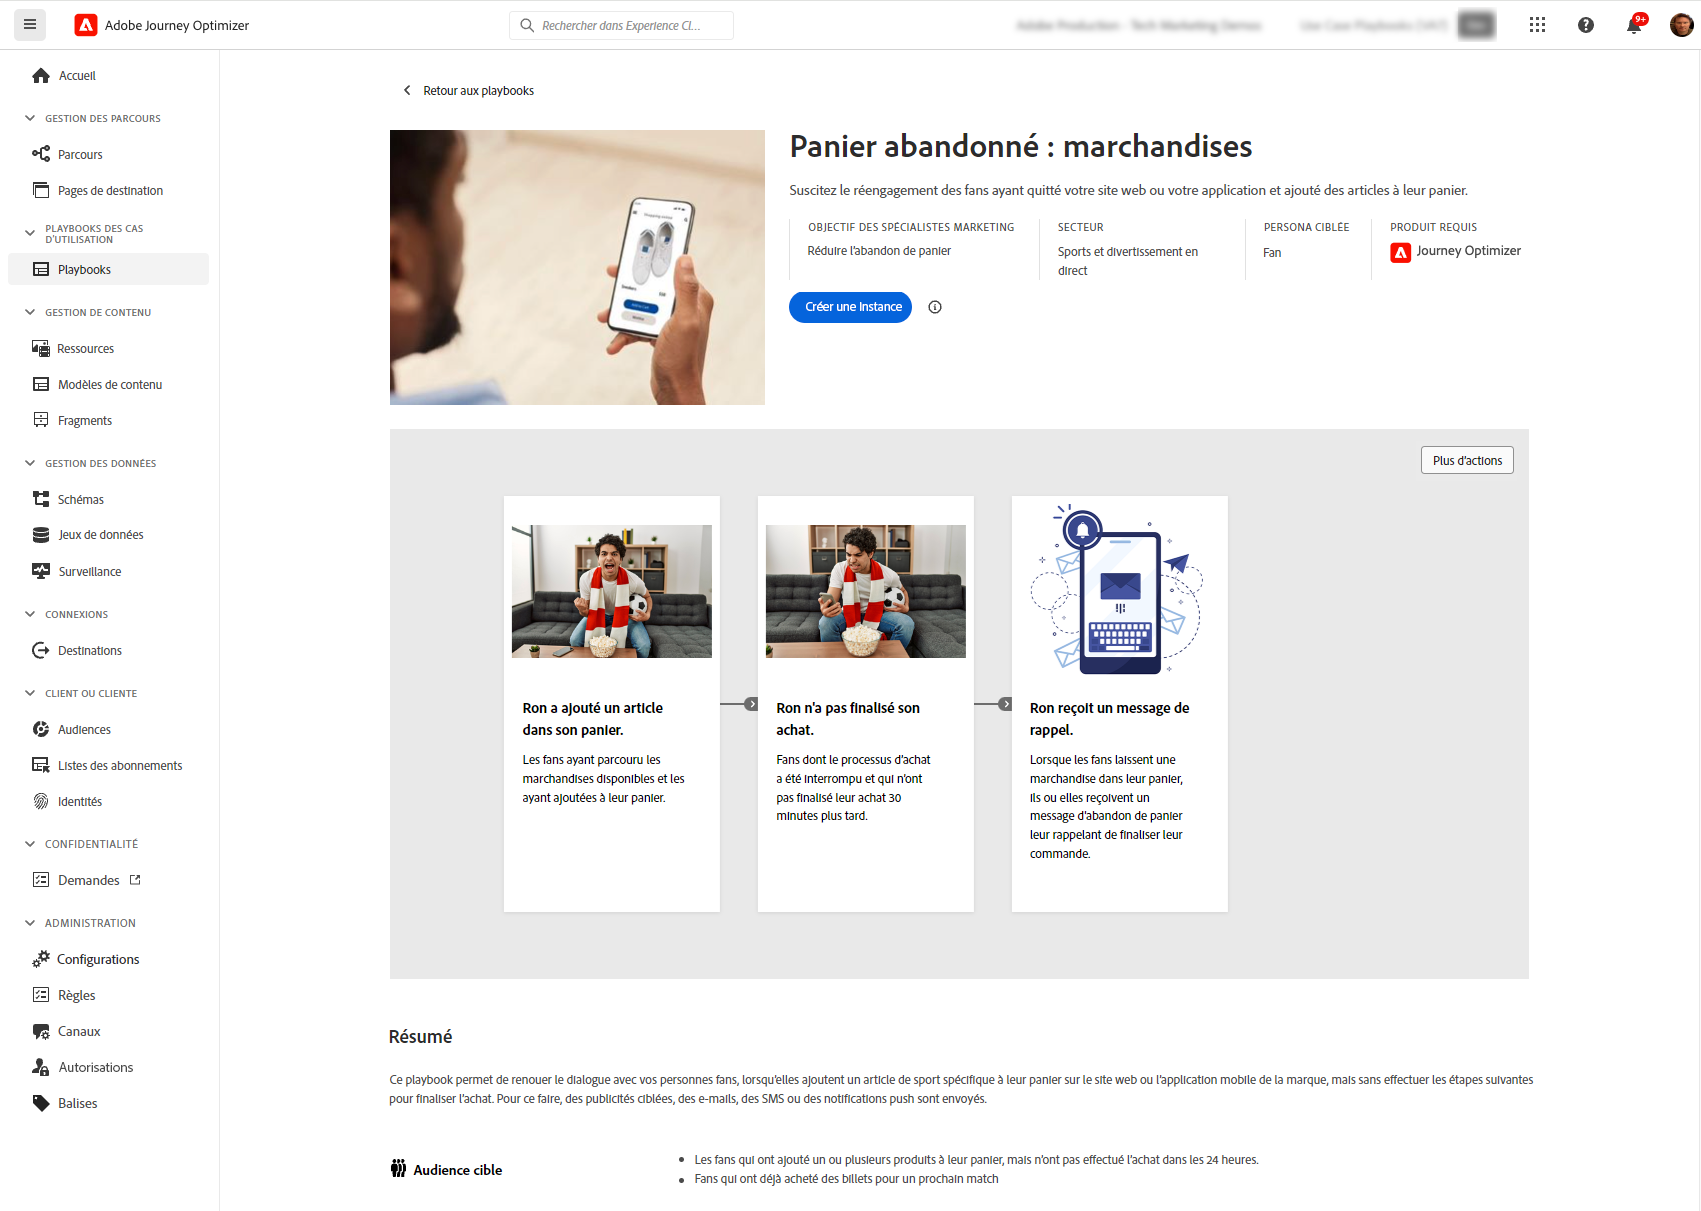 Adobe Journey Optimizer
Rechercher dans Experience Cl...
9+
Accueil
GESTION DES PARCOURS
Parcours
Pages de destination
PLAYBOOKS DES CAS
D'UTILISATION
Playbooks
GESTION DE CONTENU
Ressources
Modèles de contenu
Fragments
GESTION DES DONNÉES
Schémas
Jeux de données
Surveillance
CONNEXIONS
Destinations
CLIENT OU CLIENTE
Audiences
Listes des abonnements
Identités
CONFIDENTIALITÉ
Demandes
ADMINISTRATION
Configurations
Règles
Canaux
Autorisations
Balises
Retour aux playbooks
Panier abandonné : marchandises
Suscitez le réengagement des fans ayant quitté votre site web ou votre application et ajouté des articles à leur panier.
OBJECTIF DES SPÉCIALISTES MARKETING
Réduire l'abandon de panier
SECTEUR
Sports et divertissement en
direct
PERSONA CIBLÉE
Fan
PRODUIT REQUIS
Journey Optimizer
Créer une instance
Plus d'actions
Ron a ajouté un article
dans son panier.
Les fans ayant parcouru les
marchandises disponibles et les
ayant ajoutées à leur panier.
Ron n'a pas finalisé son
achat.
Fans dont le processus d'achat
a été interrompu et qui n'ont
pas finalisé leur achat 30
minutes plus tard.
Ron reçoit un message de
rappel.
Lorsque les fans laissent une
marchandise dans leur panier,
ils ou elles reçoivent un
message d'abandon de panier
leur rappelant de finaliser leur
commande.
Résumé
Ce playbook permet de renouer le dialogue avec vos personnes fans, lorsqu'elles ajoutent un article de sport spécifique à leur panier sur le site web ou l'application mobile de la marque, mais sans effectuer les étapes suivantes
pour finaliser l'achat. Pour ce faire, des publicités ciblées, des e-mails, des SMS ou des notifications push sont envoyés.
Audience cible
Les fans qui ont ajouté un ou plusieurs produits à leur panier, mais n'ont pas effectué l'achat dans les 24 heures.
Fans qui ont déjà acheté des billets pour un prochain match